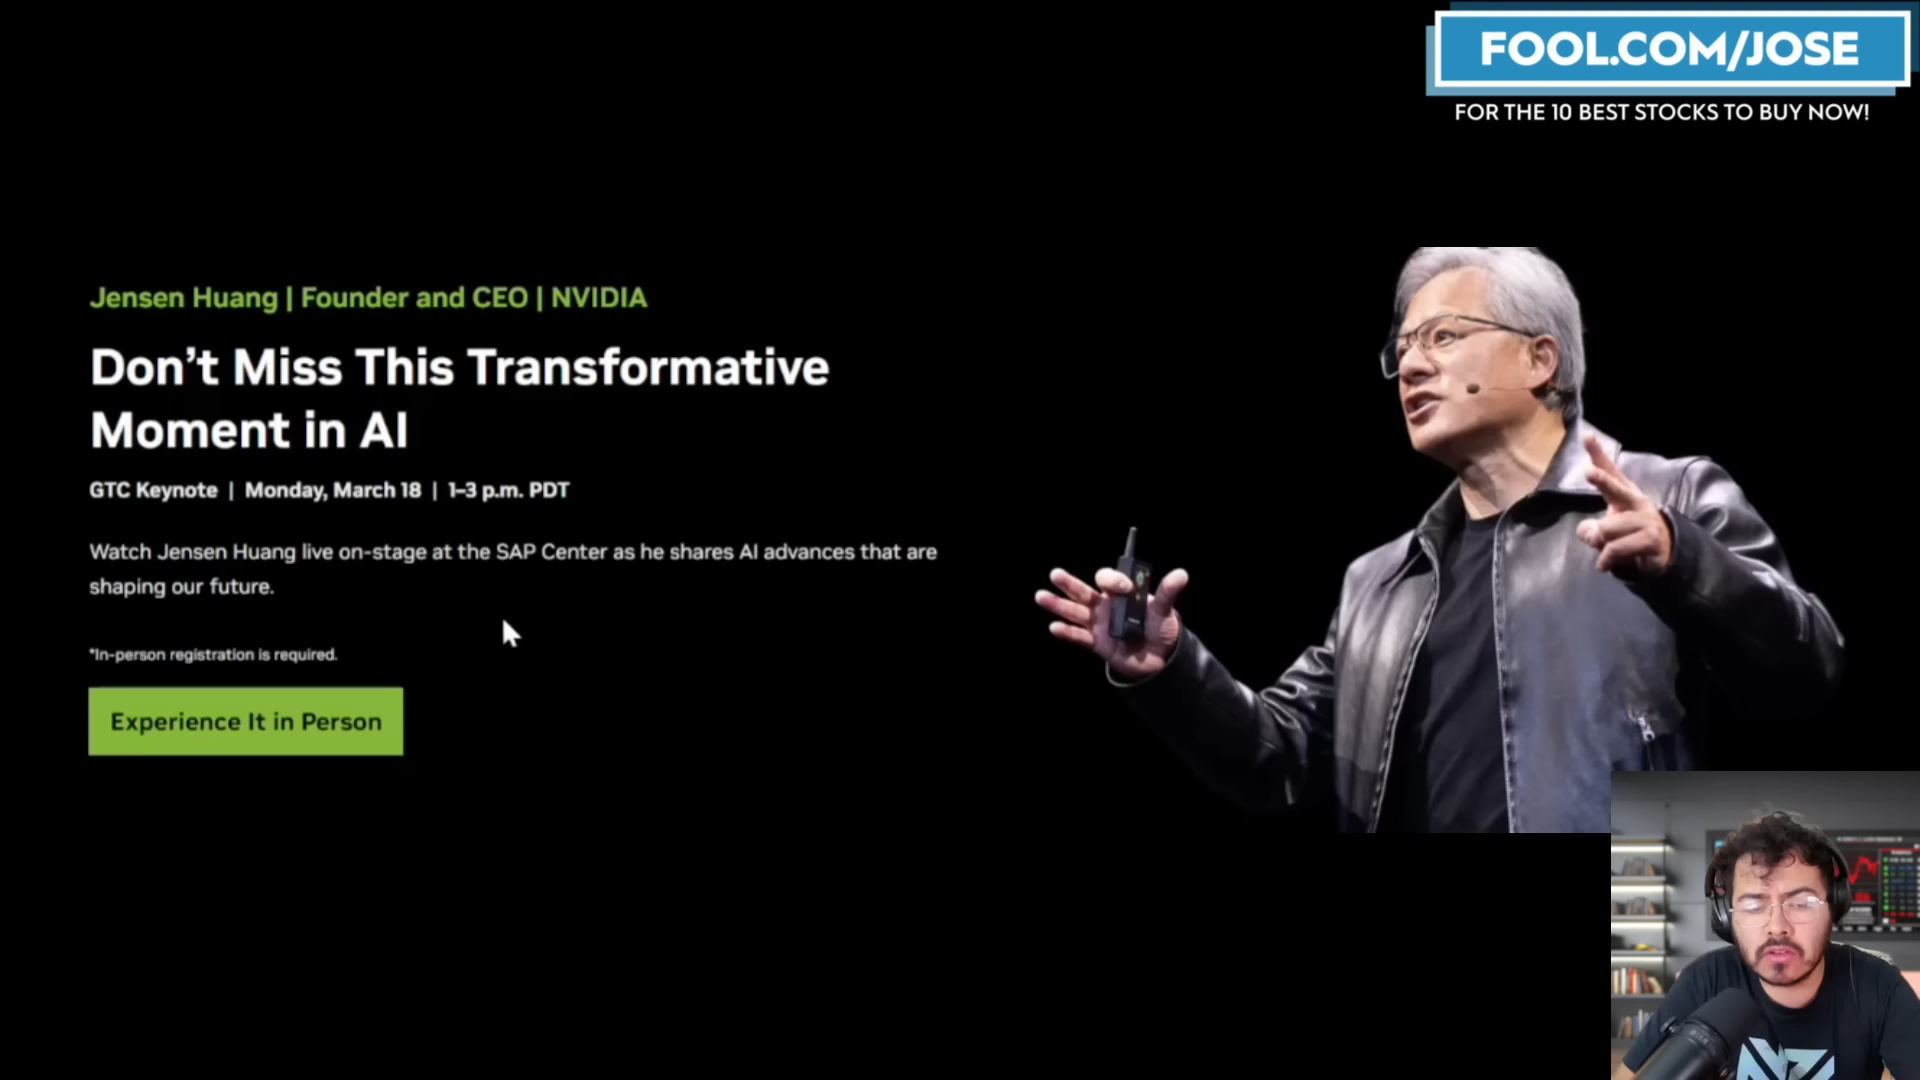 FOOL.COM/JOSE
FOR THE 10 BEST STOCKS TO BUY NOW!
Jensen Huang | Founder and CEO | NVIDIA
Don’t Miss This Transformative
Moment in AI
GTC Keynote | Monday, March 18 | 1–3 p.m. PDT
Watch Jensen Huang live on-stage at the SAP Center as he shares AI advances that are
shaping our future.
*In-person registration is required.
Experience It in Person